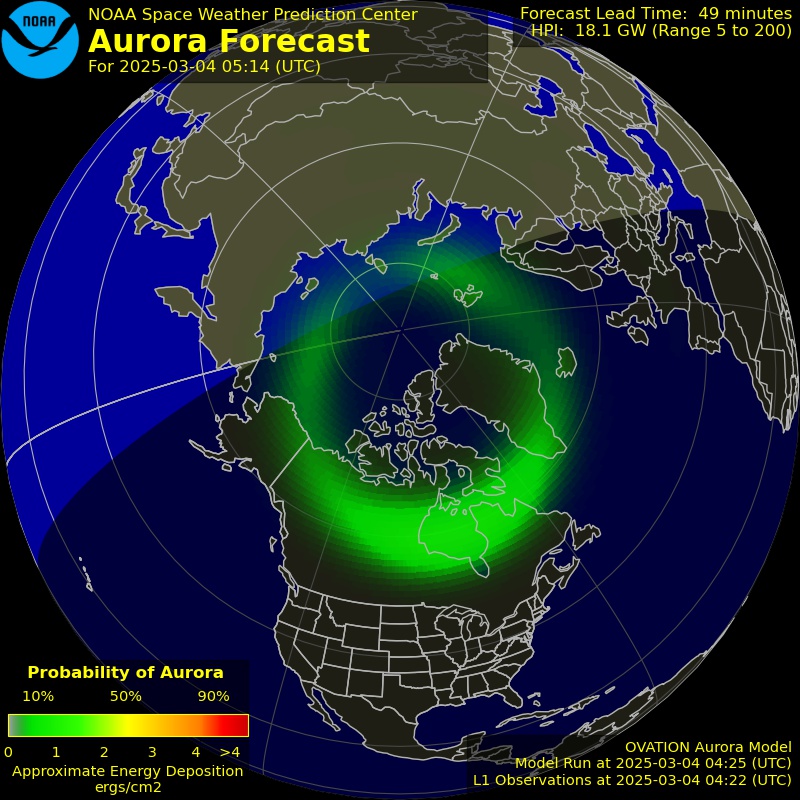 NOAA
NOAA Space Weather Prediction Center
Aurora Forecast
For 2025-03-04 05:14 (UTC)
Forecast Lead Time: 49 minutes
HPI: 18.1 GW (Range 5 to 200)
Probability of Aurora
10% 50% 90%
0 1 2 3 4 >4
Approximate Energy Deposition
ergs/cm2
OVATION Aurora Model
Model Run at 2025-03-04 04:25 (UTC)
L1 Observations at 2025-03-04 04:22 (UTC)